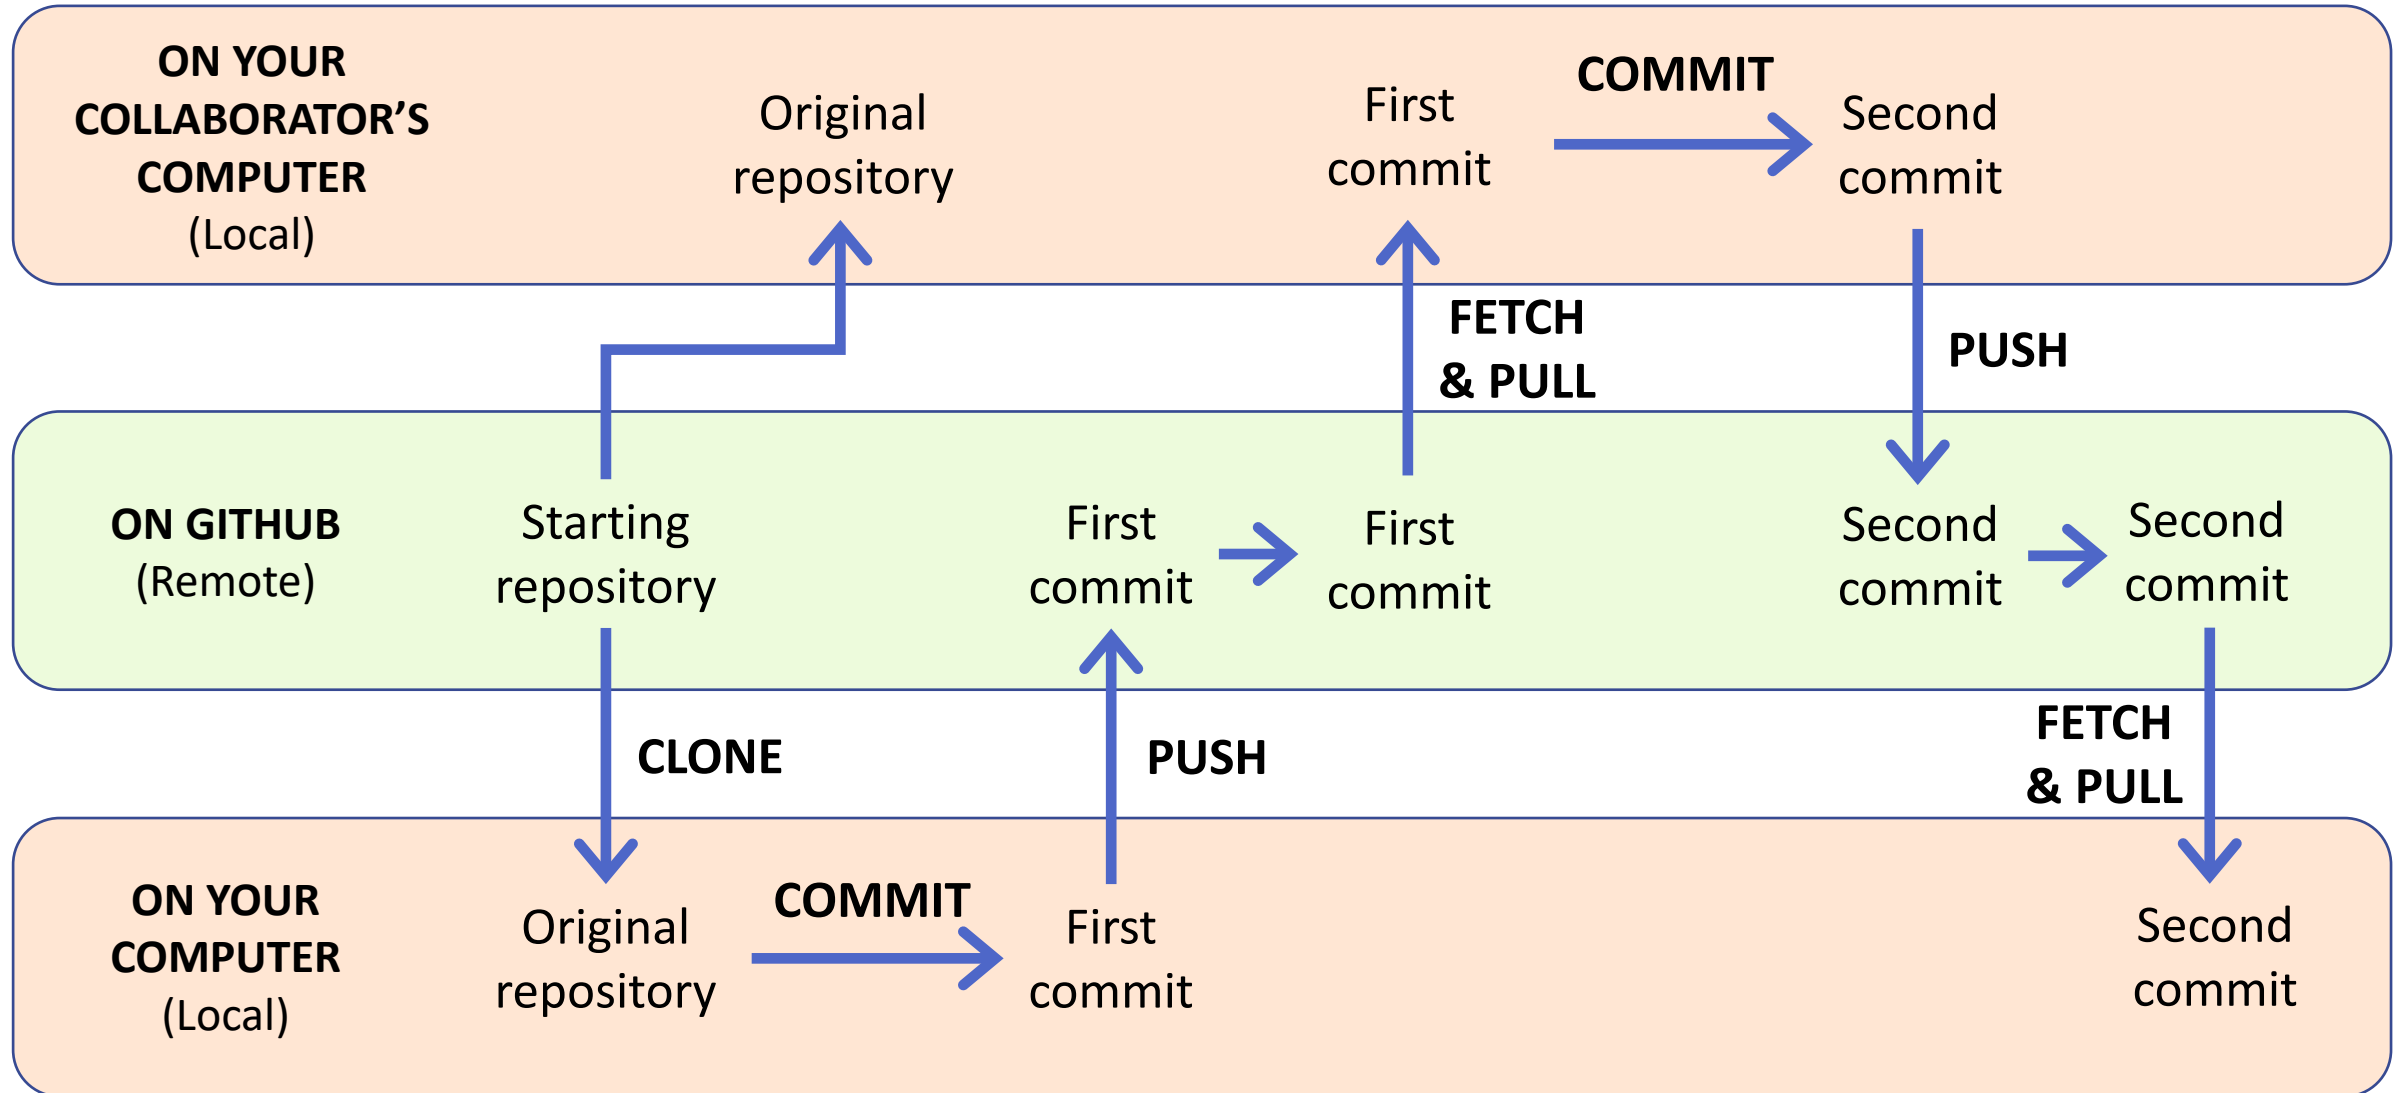 ON YOUR
COLLABORATOR’S
COMPUTER
(Local)
Original
repository
First
commit
COMMIT
Second
commit
FETCH
& PULL
PUSH
ON GITHUB
(Remote)
Starting
repository
First
commit
First
commit
Second
commit
Second
commit
CLONE
PUSH
FETCH
& PULL
ON YOUR
COMPUTER
(Local)
Original
repository
COMMIT
First
commit
Second
commit